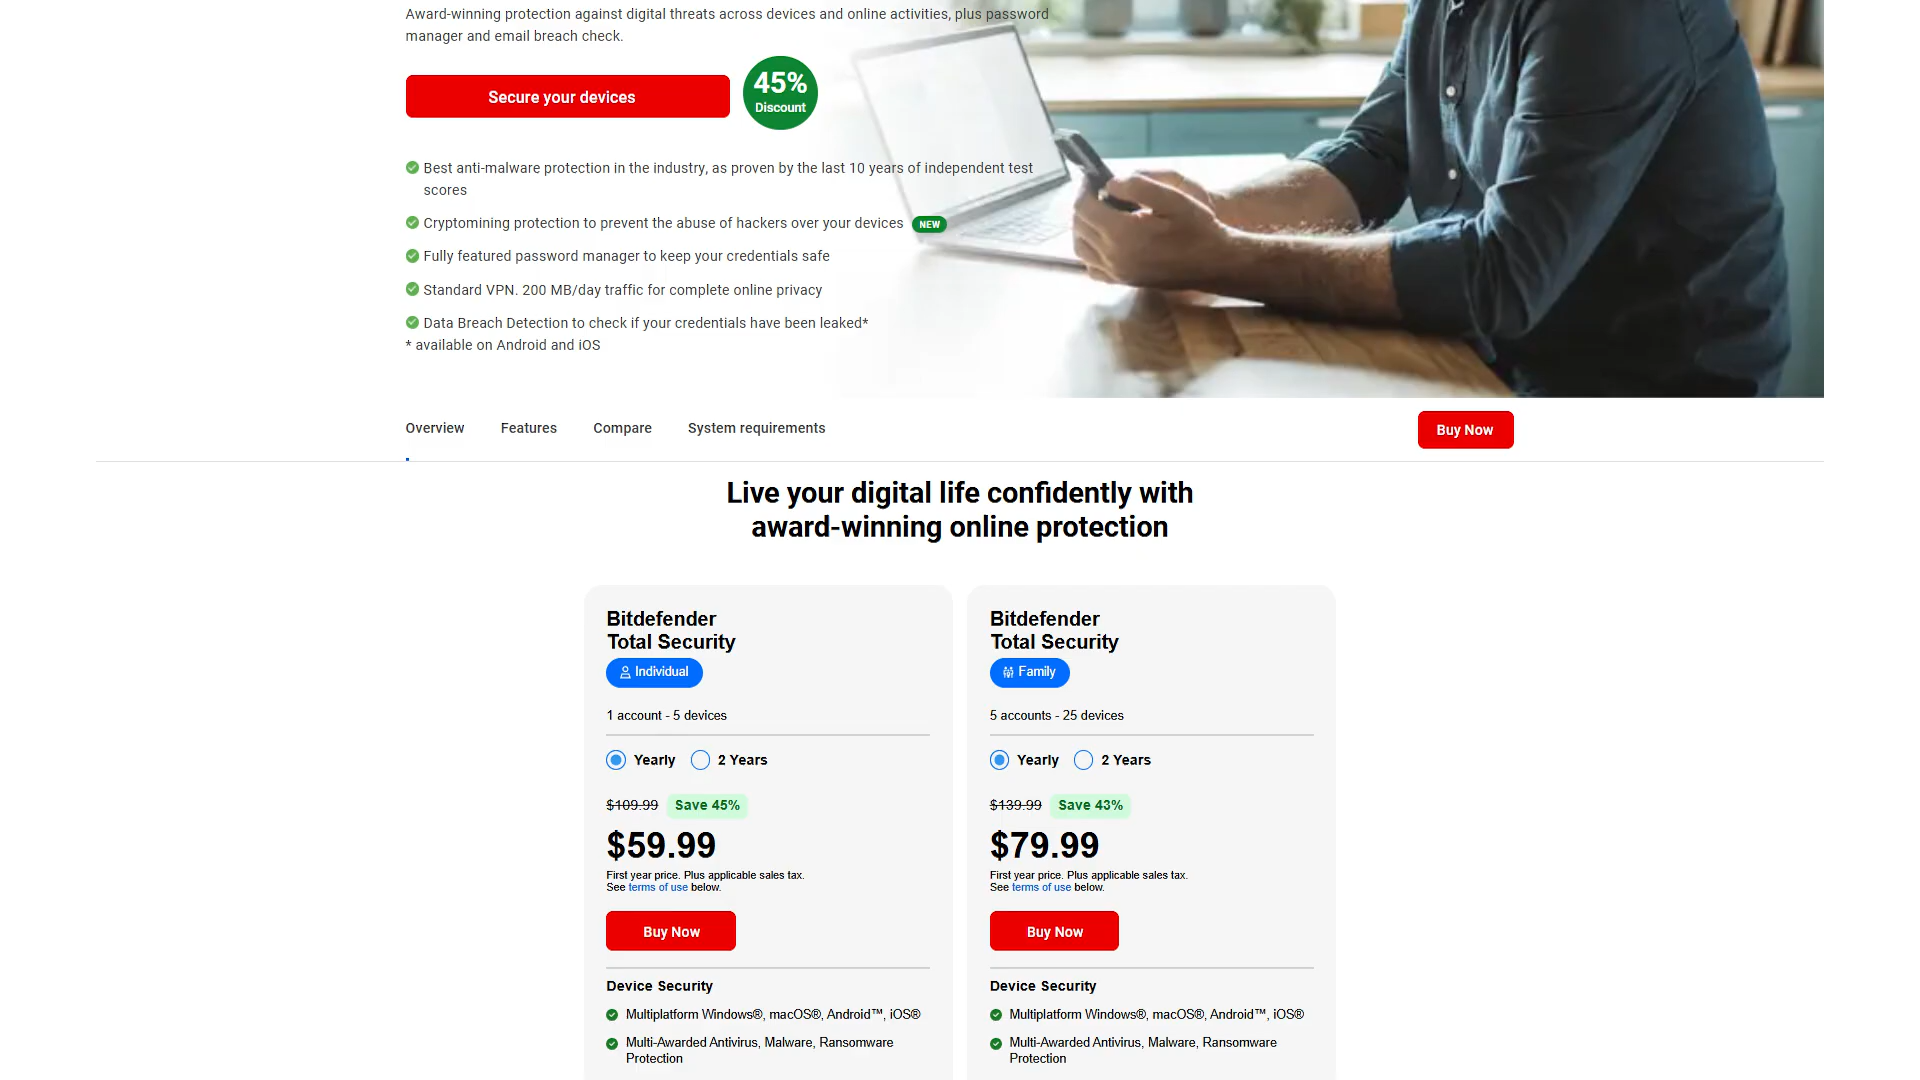 Award-winning protection against digital threats across devices and online activities, plus password
manager and email breach check.
Secure your devices
45%
Discount
Best anti-malware protection in the industry, as proven by the last 10 years of independent test
scores
Cryptomining protection to prevent the abuse of hackers over your devices NEW
Fully featured password manager to keep your credentials safe
Standard VPN. 200 MB/day traffic for complete online privacy
Data Breach Detection to check if your credentials have been leaked*
* available on Android and iOS
Overview Features Compare System requirements Buy Now
Live your digital life confidently with
award-winning online protection
Bitdefender
Total Security
Individual
1 account - 5 devices
Yearly 2 Years
$109.99 Save 45%
$59.99
First year price. Plus applicable sales tax.
See terms of use below.
Buy Now
Device Security
Multiplatform Windows®, macOS®, Android™, iOS®
Multi-Awarded Antivirus, Malware, Ransomware
Protection
Bitdefender
Total Security
Family
5 accounts - 25 devices
Yearly 2 Years
$139.99 Save 43%
$79.99
First year price. Plus applicable sales tax.
See terms of use below.
Buy Now
Device Security
Multiplatform Windows®, macOS®, Android™, iOS®
Multi-Awarded Antivirus, Malware, Ransomware
Protection